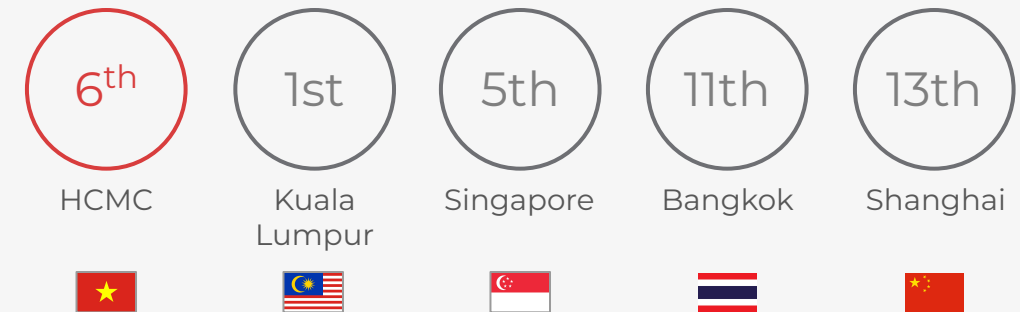 6th 1st 5th 11th 13th
HCMC Kuala Lumpur Singapore Bangkok Shanghai